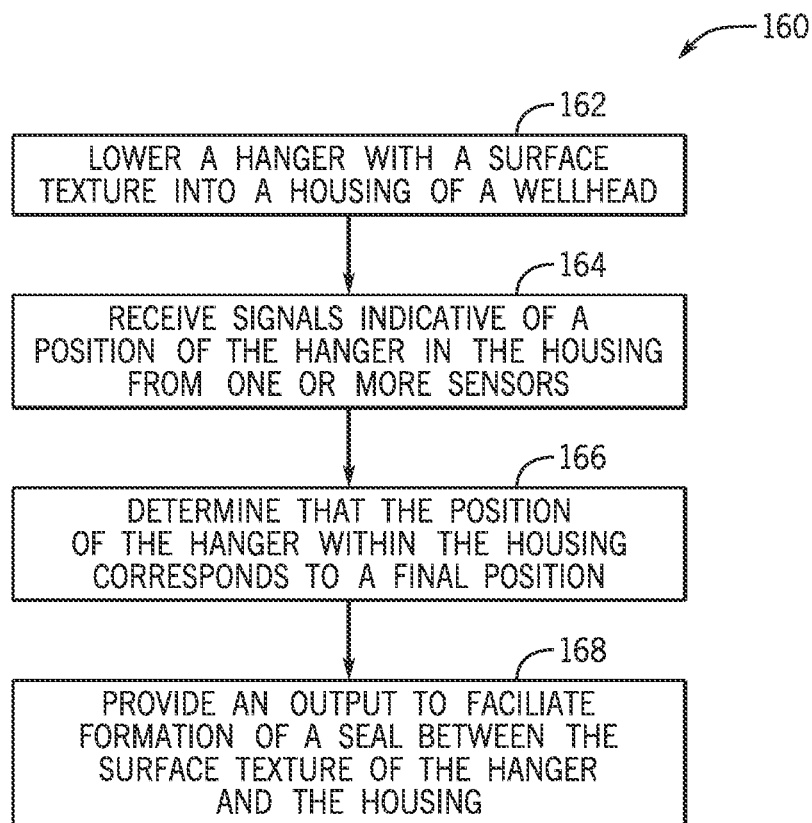 160
162
LOWER A HANGER WITH A SURFACE
TEXTURE INTO A HOUSING OF A WELLHEAD
164
RECEIVE SIGNALS INDICATIVE OF A
POSITION OF THE HANGER IN THE HOUSING
FROM ONE OR MORE SENSORS
166
DETERMINE THAT THE POSITION
OF THE HANGER WITHIN THE HOUSING
CORRESPONDS TO A FINAL POSITION
168
PROVIDE AN OUTPUT TO FACILIATE
FORMATION OF A SEAL BETWEEN THE
SURFACE TEXTURE OF THE HANGER
AND THE HOUSING